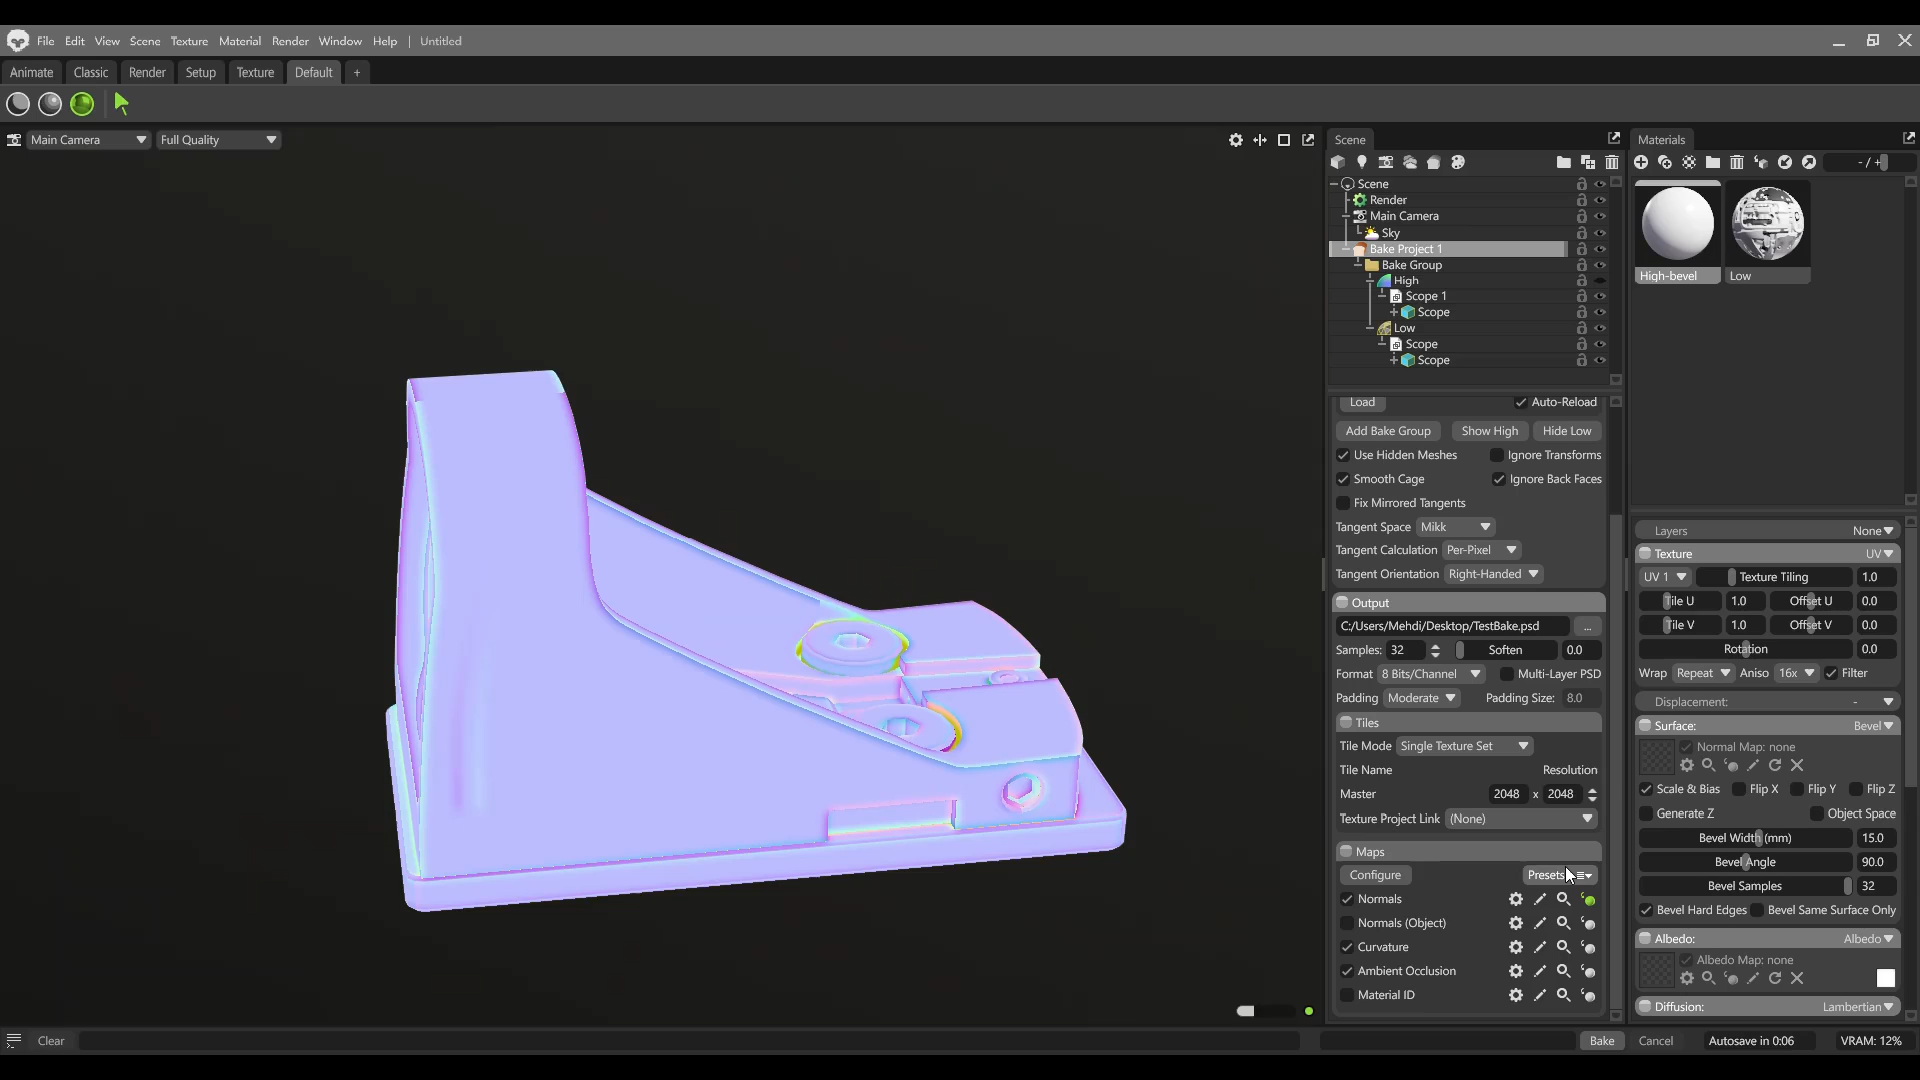 File Edit View Scene Texture Material Render Window Help | Untitled
Animate Classic Render Setup Texture Default +
Main Camera Full Quality
Scene
Scene
Render
Main Camera
Sky
Bake Project 1
Bake Group
High
Scope 1
Scope
Low
Scope
Scope
Load Auto-Reload
Add Bake Group Show High Hide Low
Use Hidden Meshes Ignore Transforms
Smooth Cage Ignore Back Faces
Fix Mirrored Tangents
Tangent Space Mikk
Tangent Calculation Per-Pixel
Tangent Orientation Right-Handed
Output
C:/Users/Mehdi/Desktop/TestBake.psd ...
Samples: 32 Soften 0.0
Format 8 Bits/Channel Multi-Layer PSD
Padding Moderate Padding Size: 8.0
Tiles
Tile Mode Single Texture Set
Tile Name Resolution
Master 2048 x 2048
Texture Project Link (None)
Maps
Configure Presets
Normals
Normals (Object)
Curvature
Ambient Occlusion
Material ID
Materials
- / +
High-bevel Low
Layers None
Texture UV
UV 1 Texture Tiling 1.0
Tile U 1.0 Offset U 0.0
Tile V 1.0 Offset V 0.0
Rotation 0.0
Wrap Repeat Aniso 16x Filter
Displacement: -
Surface: Bevel
Normal Map: none
Scale & Bias Flip X Flip Y Flip Z
Generate Z Object Space
Bevel Width (mm) 15.0
Bevel Angle 90.0
Bevel Samples 32
Bevel Hard Edges Bevel Same Surface Only
Albedo: Albedo
Albedo Map: none
Diffusion: Lambertian
Clear Bake Cancel Autosave in 0:06 VRAM: 12%